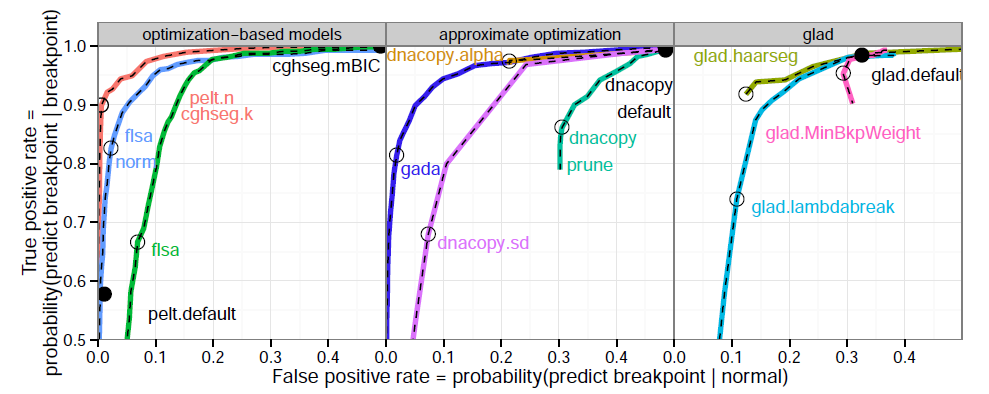 optimization−based models
approximate optimization
glad
True positive rate =
probability(predict breakpoint | breakpoint)
1.0
0.9
0.8
0.7
0.6
0.5
cghseg.mBIC
pelt.n
cghseg.k
flsa
norm
flsa
pelt.default
dnacopy.alpha
dnacopy
default
dnacopy
prune
gada
dnacopy.sd
glad.haarseg
glad.default
glad.MinBkpWeight
glad.lambdabreak
0.0 0.1 0.2 0.3 0.4 0.0 0.1 0.2 0.3 0.4 0.0 0.1 0.2 0.3 0.4
False positive rate = probability(predict breakpoint | normal)